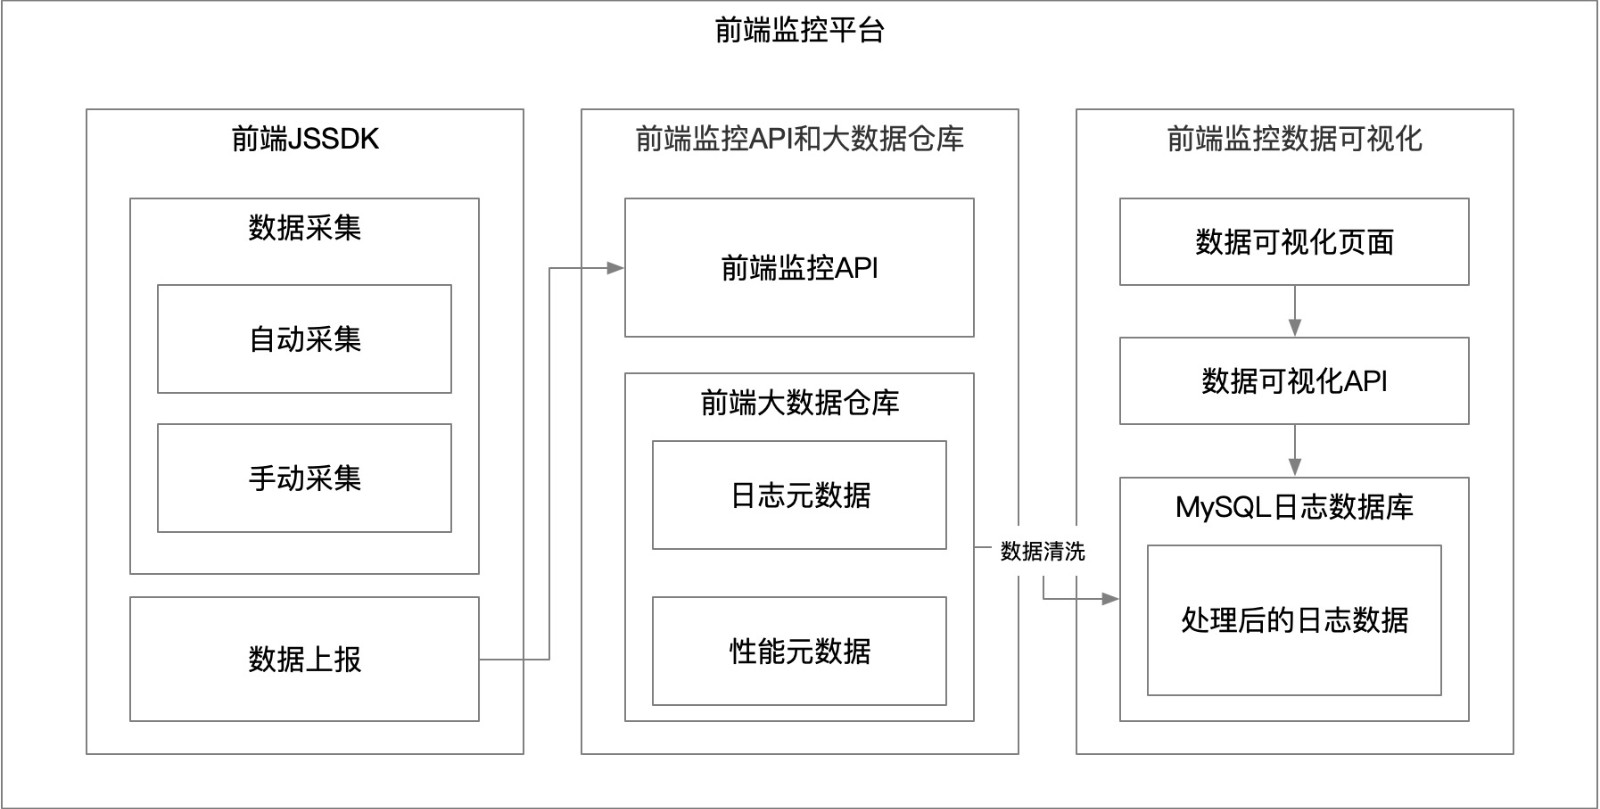 前端监控平台
前端JSSDK
数据采集
自动采集
手动采集
数据上报
前端监控API和大数据仓库
前端监控API
前端大数据仓库
日志元数据
性能元数据
数据清洗
前端监控数据可视化
数据可视化页面
数据可视化API
MySQL日志数据库
处理后的日志数据